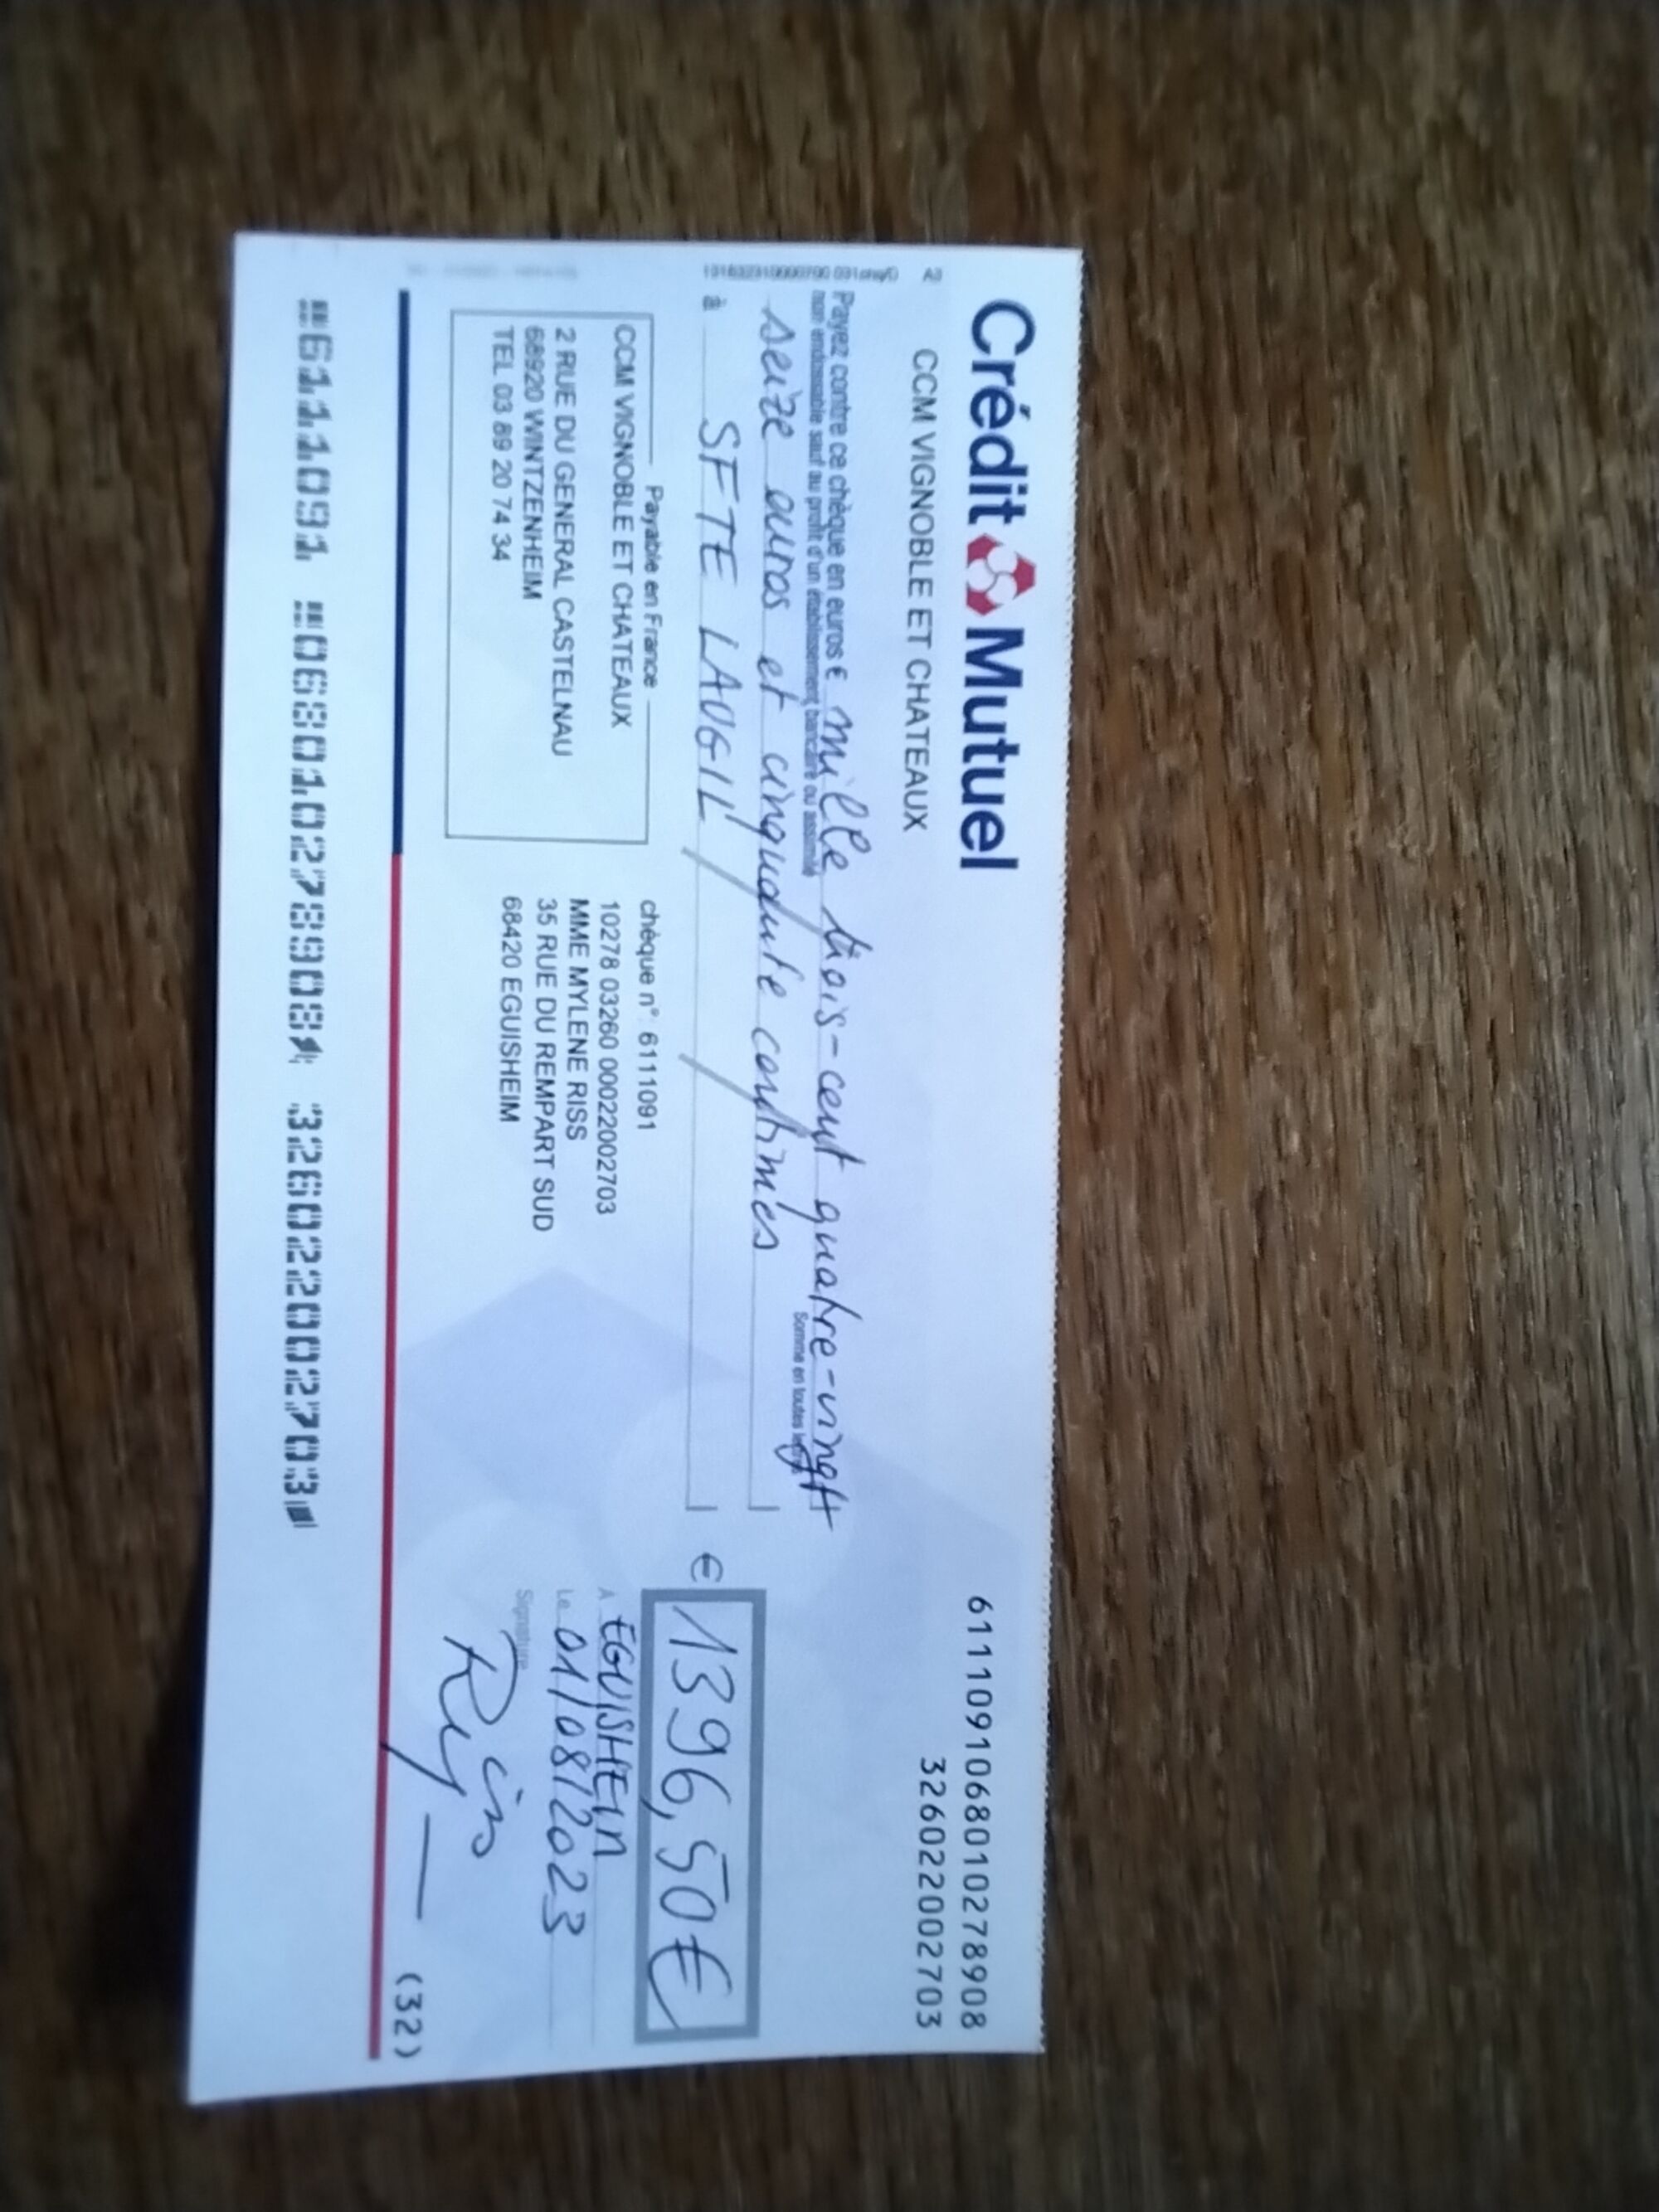 Crédit Mutuel
CCM VIGNOBLE ET CHATEAUX
6111091068010278908
326022002703
A3
Payez contre ce chèque en euros € mille trois-cent quatre-vingt
non endossable sauf au profit d'un établissement bancaire ou assimilé
Somme en toutes lettres
seize euros et cinquante centimes
à SFTE LAUGIL
€ 1396,50€
Payable en France
CCM VIGNOBLE ET CHATEAUX
2 RUE DU GENERAL CASTELNAU
68920 WINTZENHEIM
TEL 03 89 20 74 34
chèque n° 6111091
10278 03260 00022002703
MME MYLENE RISS
35 RUE DU REMPART SUD
68420 EGUISHEIM
A EGUISHEIM
Le 01/08/2023
Signature
Riss
(32)
6111091 068010278908 326022002703